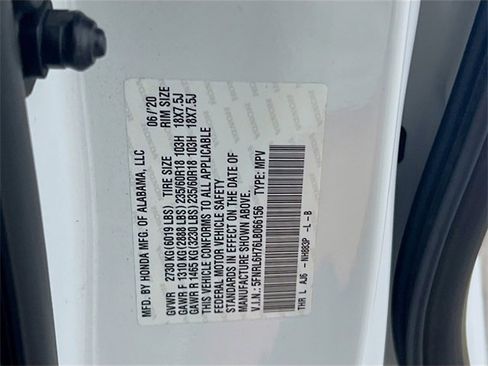 MFD. BY HONDA MFG. OF ALABAMA, LLC 06/'20
GVWR 2730 KG (6019 LBS) TIRE SIZE RIM SIZE
GAWR F 1310 KG (2888 LBS) 235/60R18 103H 18X7.5J
GAWR R 1465 KG (3230 LBS) 235/60R18 103H 18X7.5J
THIS VEHICLE CONFORMS TO ALL APPLICABLE
FEDERAL MOTOR VEHICLE SAFETY
STANDARDS IN EFFECT ON THE DATE OF
MANUFACTURE SHOWN ABOVE.
V.I.N.: 5FNRL6H76LB066156 TYPE: MPV
THR L AJ6 -NH883P -L -B